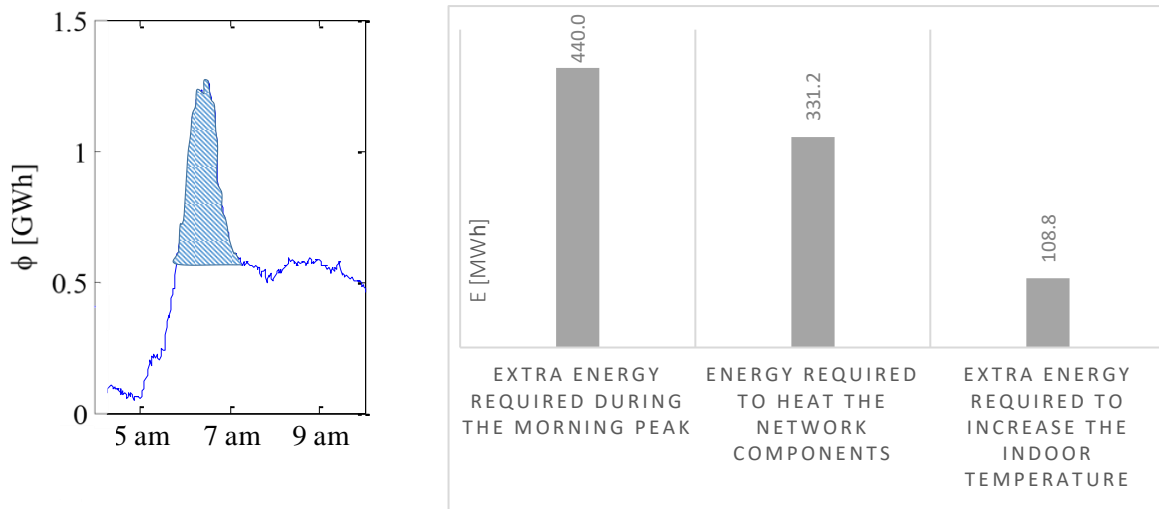 1.5
1
0.5
0
ϕ [GWh]
5 am 7 am 9 am
440.0
331.2
108.8
E [MWh]
EXTRA ENERGY
REQUIRED DURING
THE MORNING PEAK
ENERGY REQUIRED
TO HEAT THE
NETWORK
COMPONENTS
EXTRA ENERGY
REQUIRED TO
INCREASE THE
INDOOR
TEMPERATURE